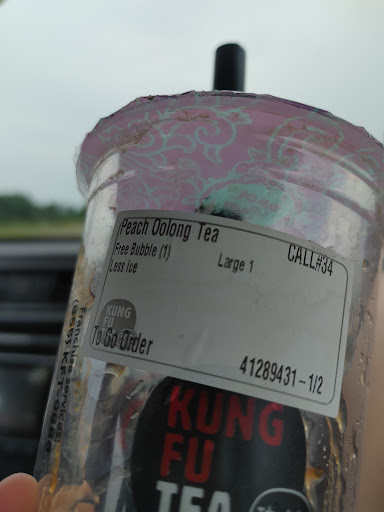 Peach Oolong Tea
CALL#34
Free Bubble (1)
Large 1
Less Ice
KUNG
FU
To Go Order
41289431-1/2
KUNG
FU
TEA